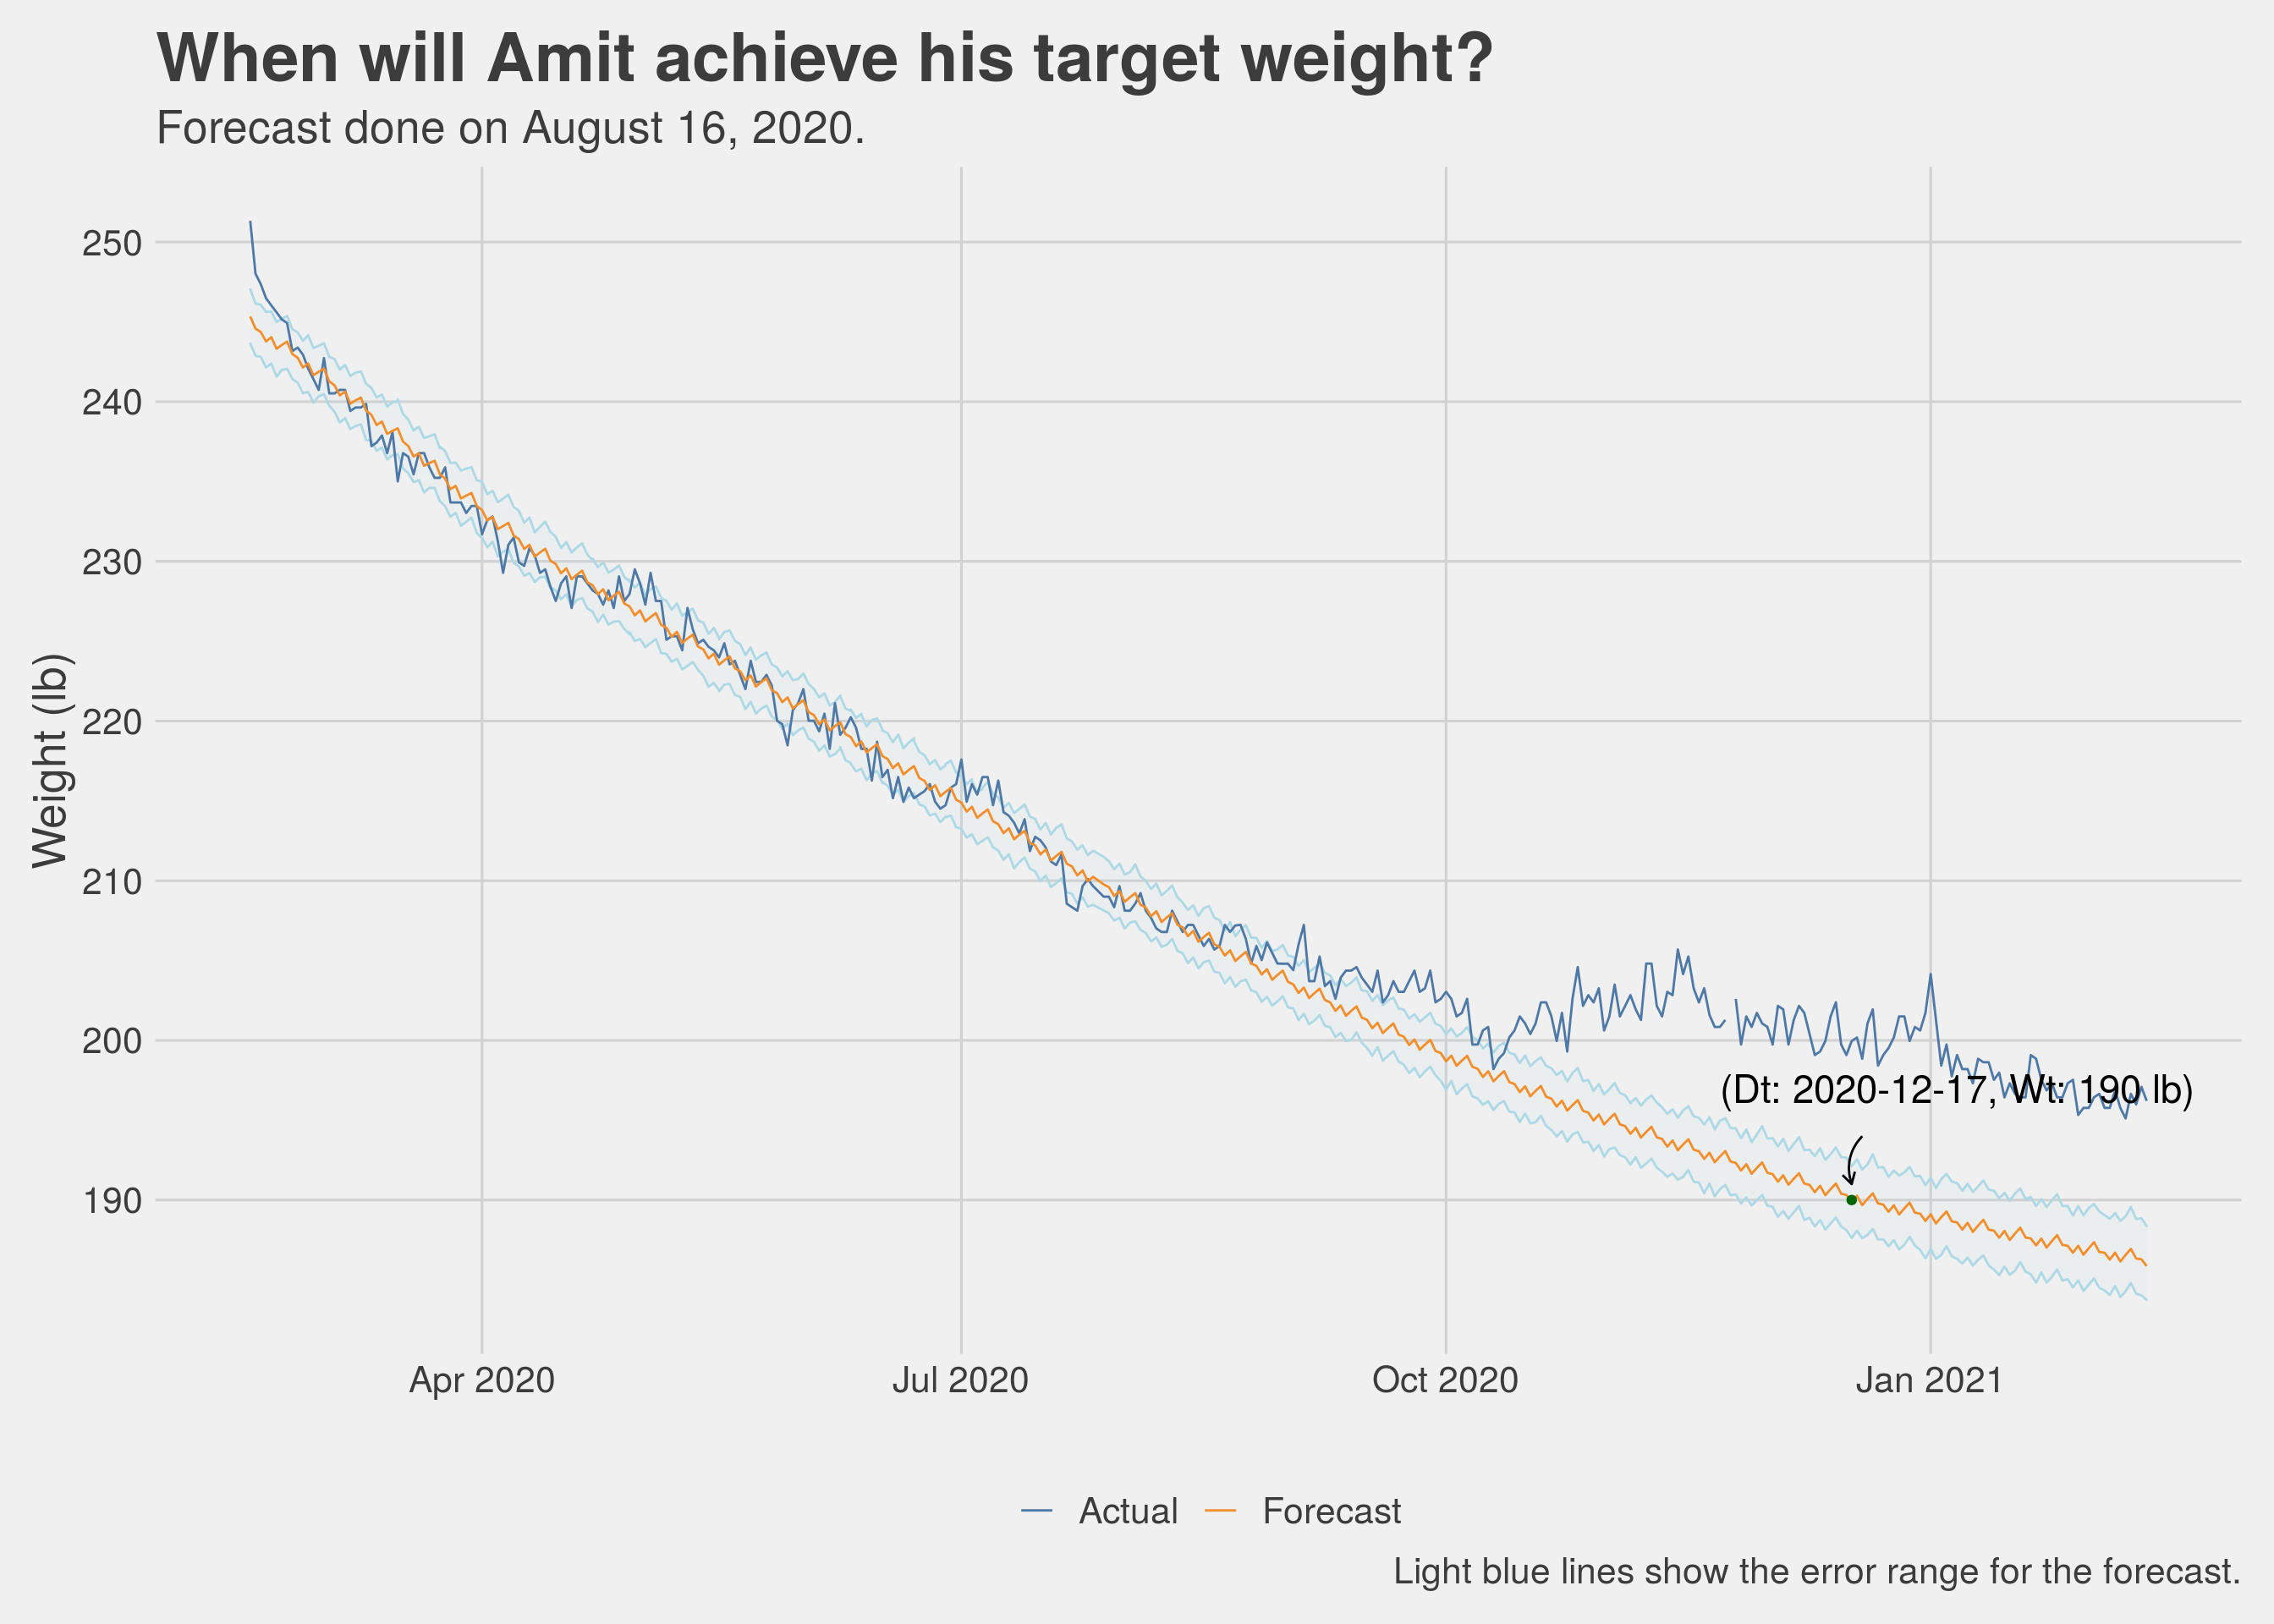 When will Amit achieve his target weight?
Forecast done on August 16, 2020.
Weight (lb)
250
240
230
220
210
200
190
(Dt: 2020-12-17, Wt: 190 lb)
Apr 2020
Jul 2020
Oct 2020
Jan 2021
Actual
Forecast
Light blue lines show the error range for the forecast.